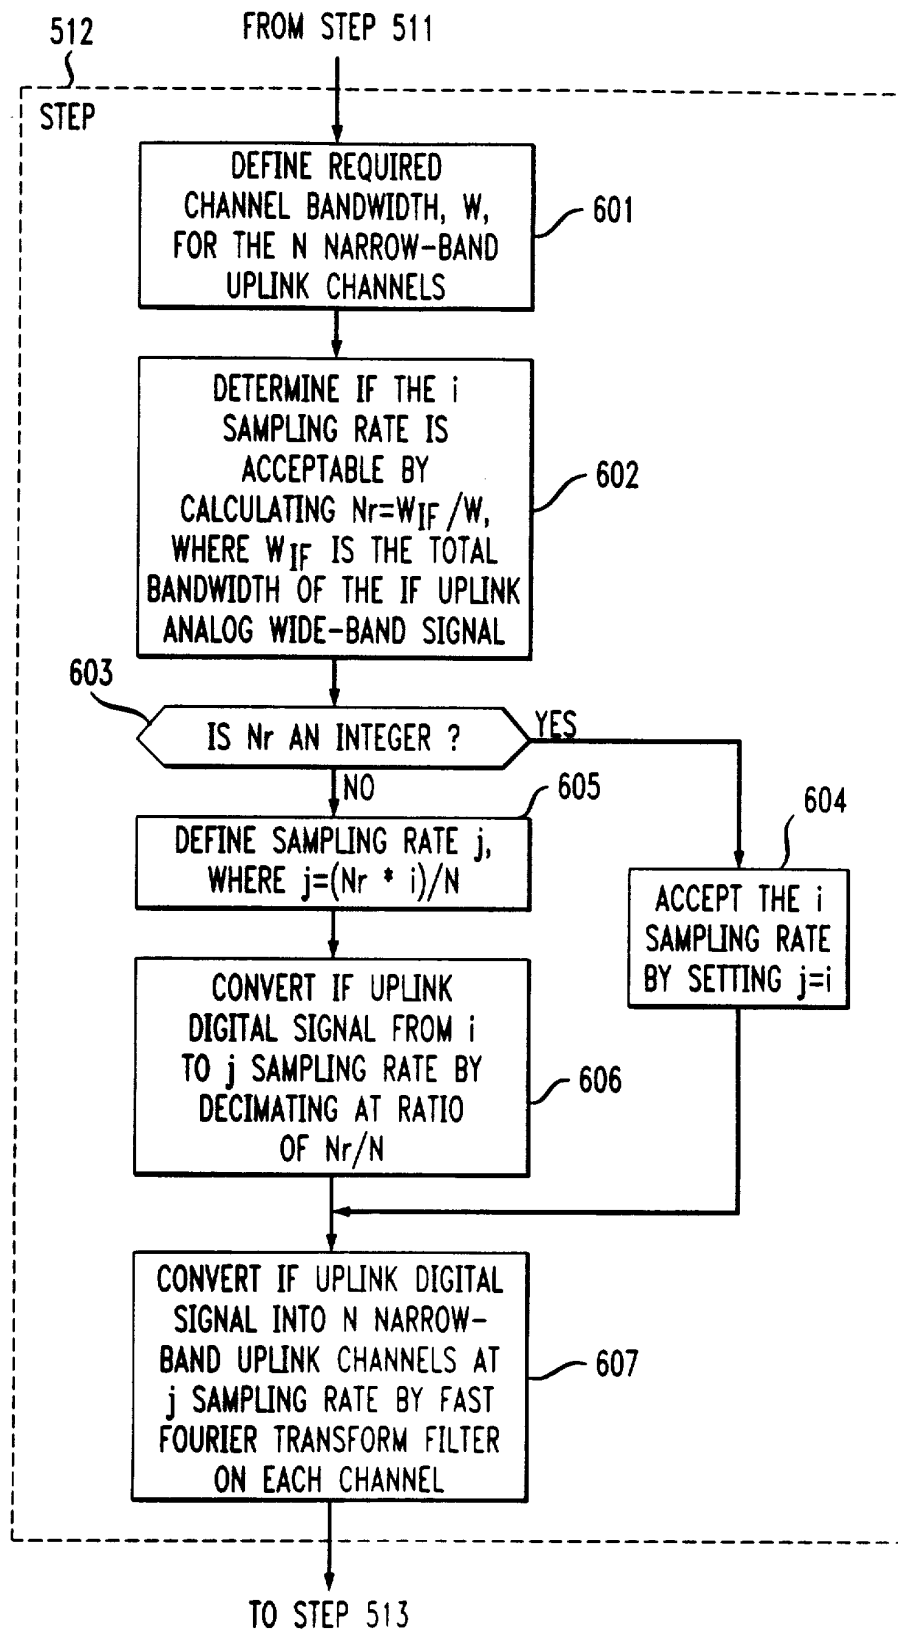 512
FROM STEP 511
STEP
DEFINE REQUIRED
CHANNEL BANDWIDTH, W,
FOR THE N NARROW-BAND
UPLINK CHANNELS
601
DETERMINE IF THE i
SAMPLING RATE IS
ACCEPTABLE BY
CALCULATING Nr=WIF/W,
WHERE WIF IS THE TOTAL
BANDWIDTH OF THE IF UPLINK
ANALOG WIDE-BAND SIGNAL
602
603
IS Nr AN INTEGER ?
YES
NO
605
DEFINE SAMPLING RATE j,
WHERE j=(Nr * i)/N
604
ACCEPT THE i
SAMPLING RATE
BY SETTING j=i
CONVERT IF UPLINK
DIGITAL SIGNAL FROM i
TO j SAMPLING RATE BY
DECIMATING AT RATIO
OF Nr/N
606
CONVERT IF UPLINK DIGITAL
SIGNAL INTO N NARROW-
BAND UPLINK CHANNELS AT
j SAMPLING RATE BY FAST
FOURIER TRANSFORM FILTER
ON EACH CHANNEL
607
TO STEP 513